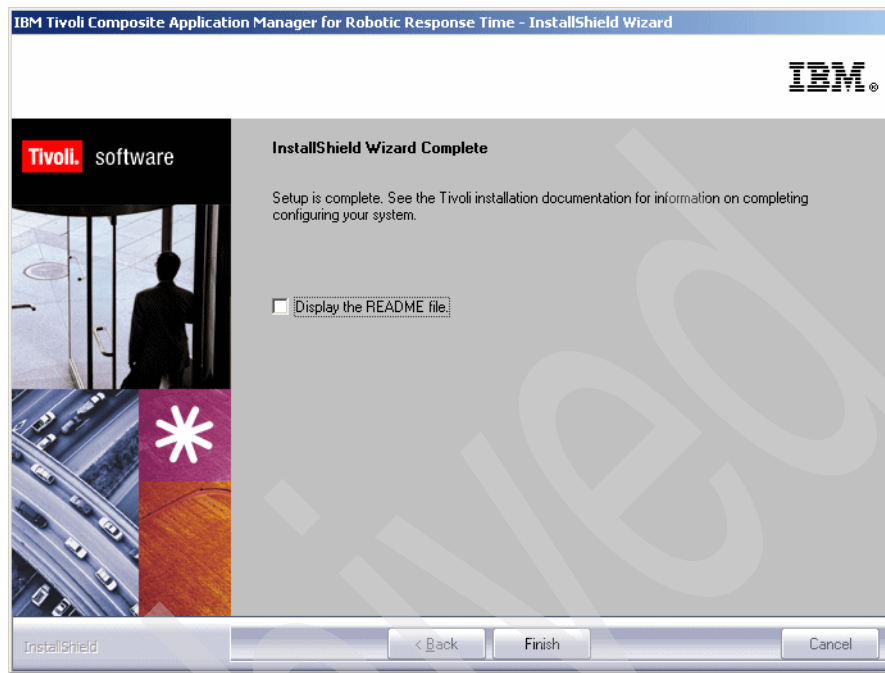 IBM Tivoli Composite Application Manager for Robotic Response Time - InstallShield Wizard
IBM®
Tivoli. software
InstallShield Wizard Complete
Setup is complete. See the Tivoli installation documentation for information on completing
configuring your system.
Display the README file.
InstallShield
< Back
Finish
Cancel